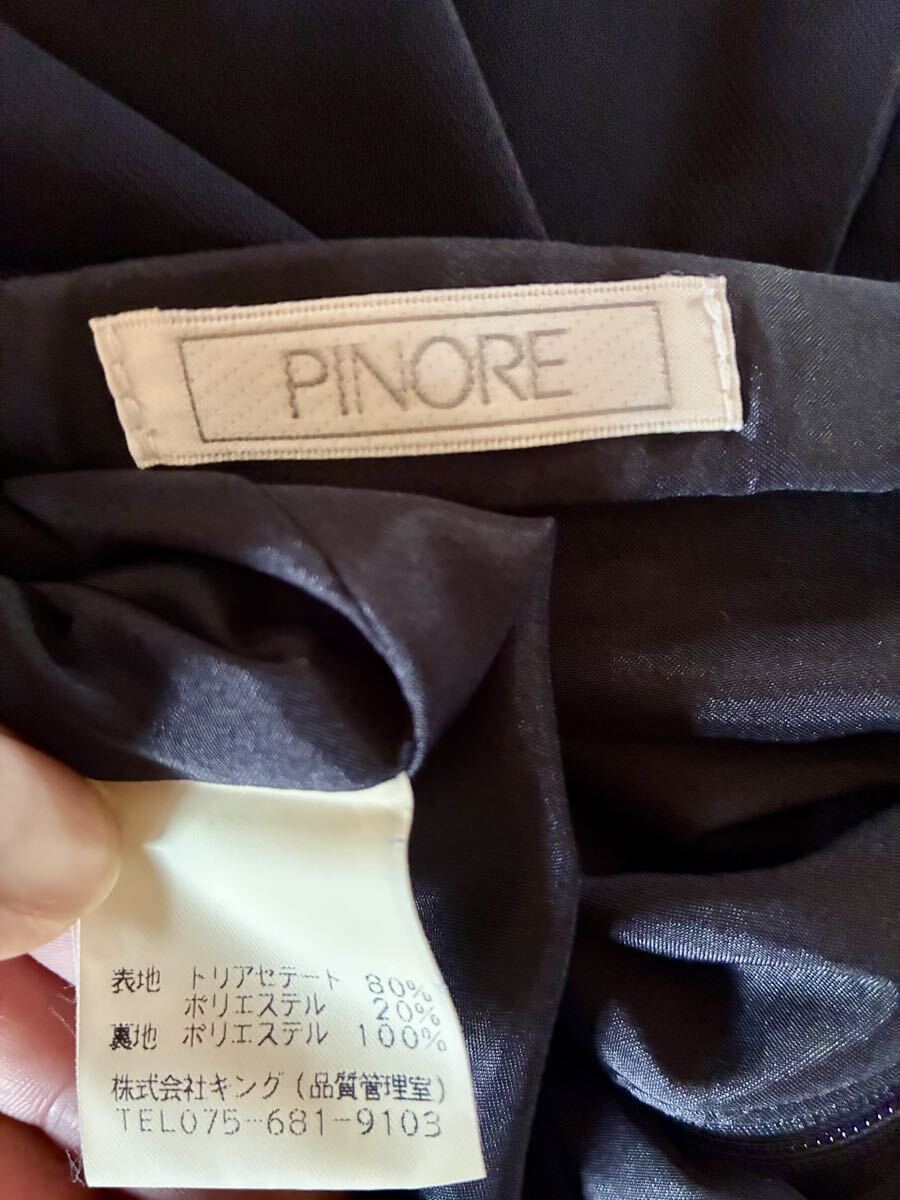 PINORE
表地 トリアセテート 80%
ポリエステル 20%
裏地 ポリエステル 100%
株式会社キング(品質管理室)
TEL075-681-9103